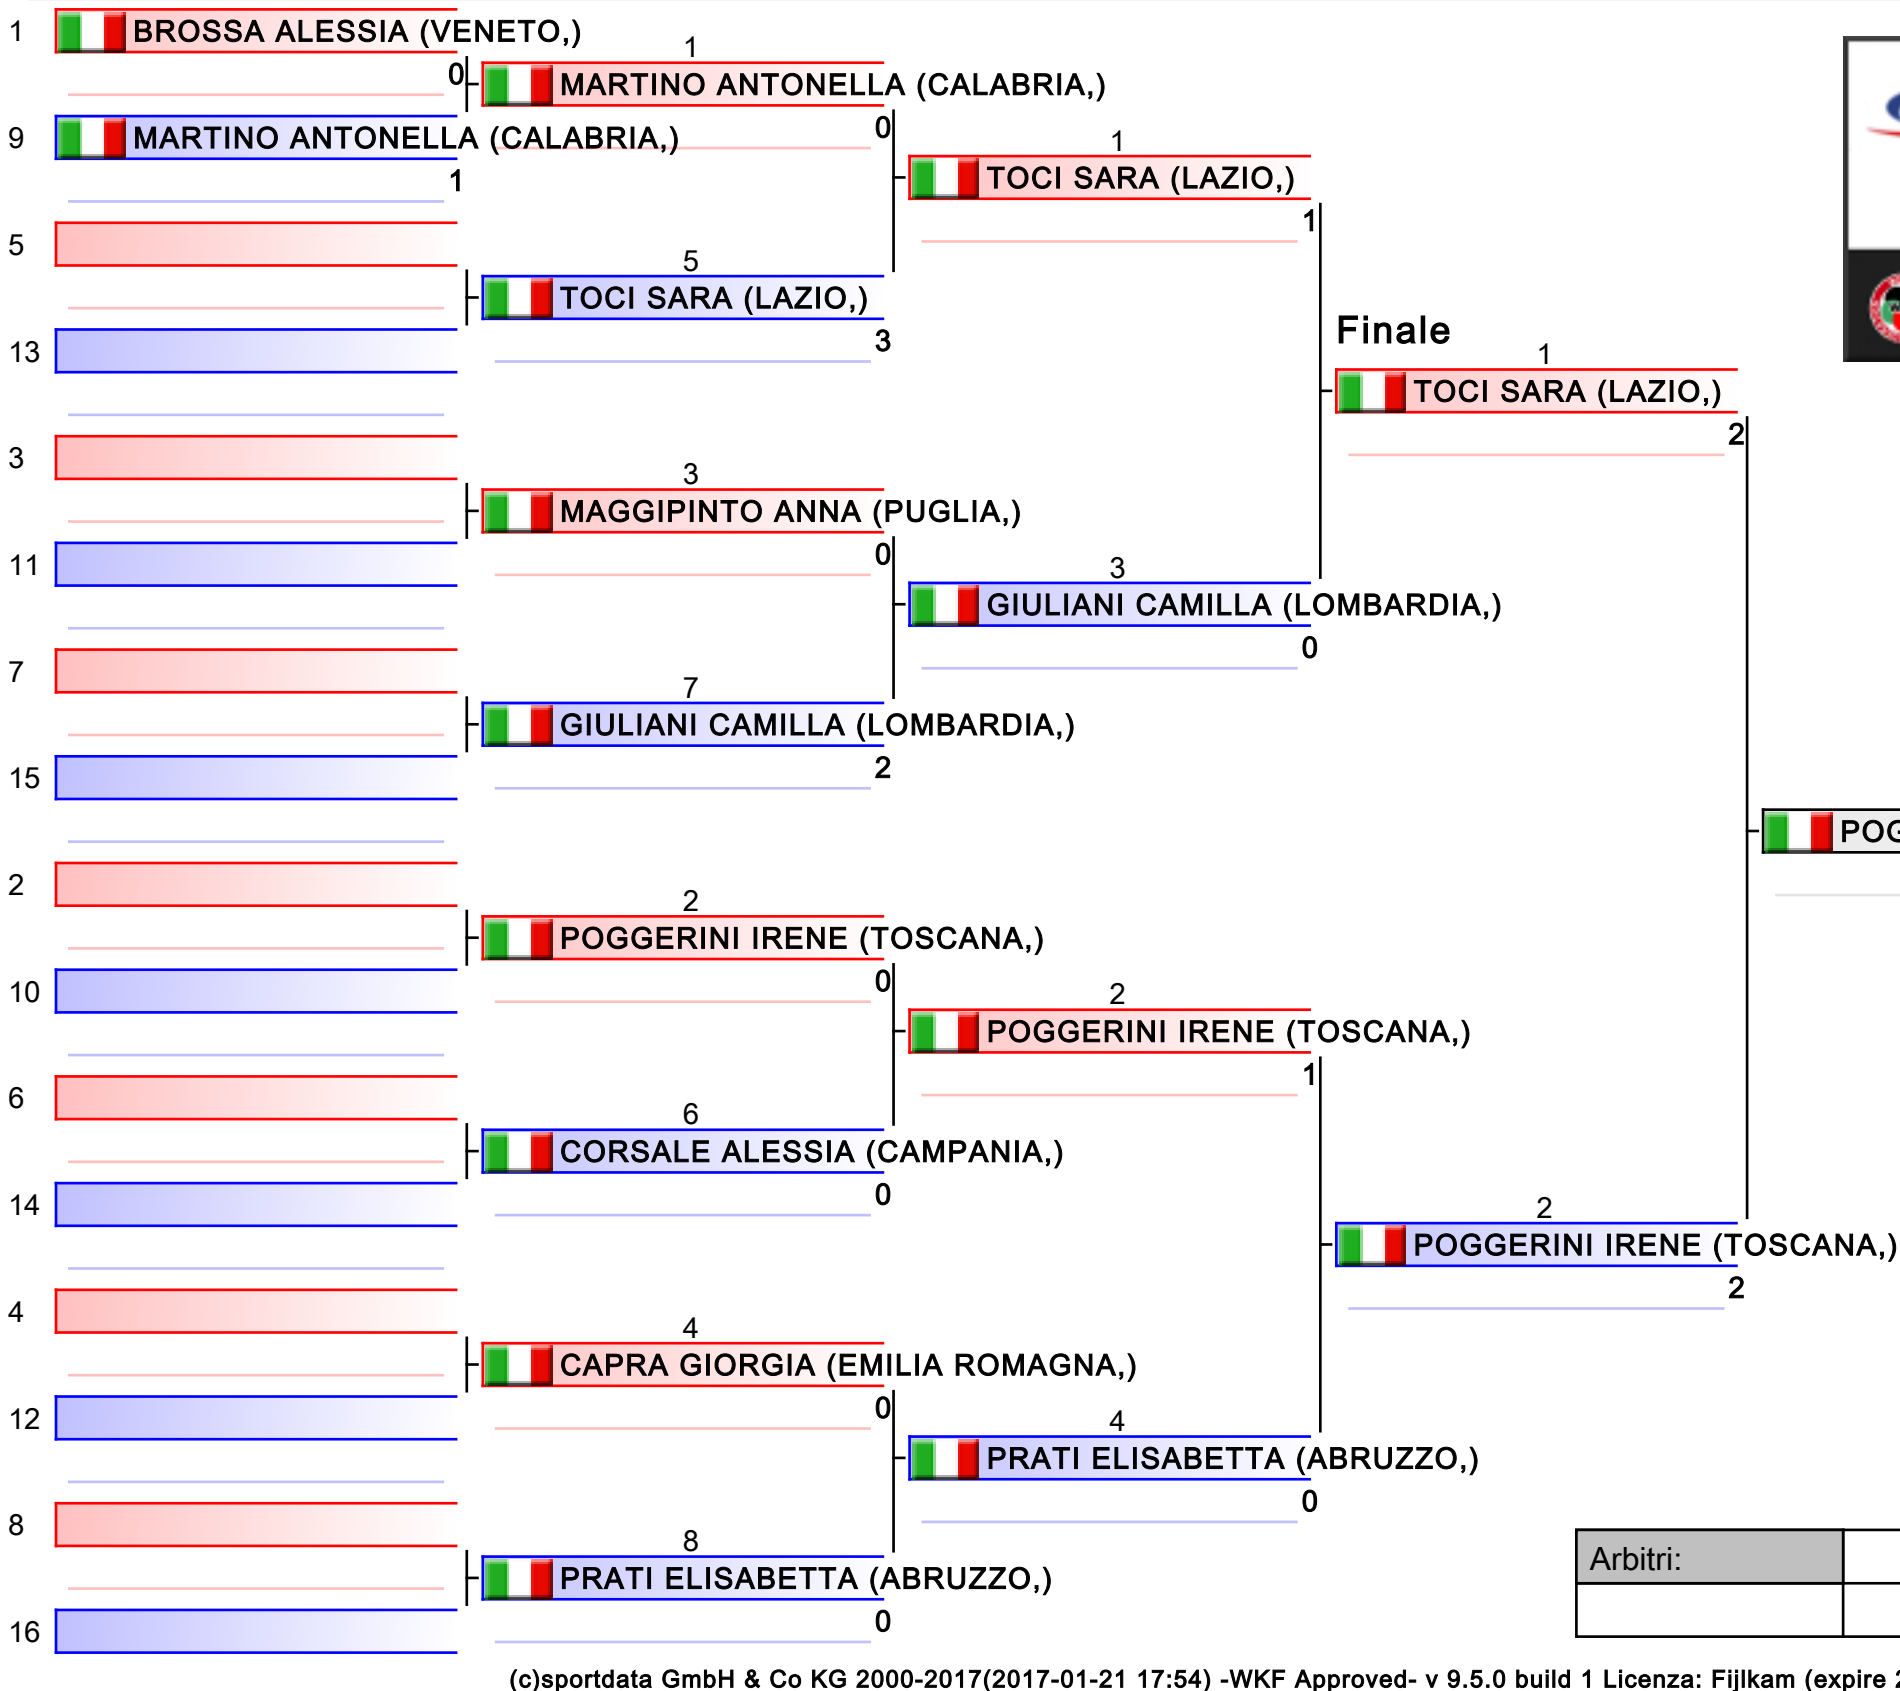 1 BROSSA ALESSIA (VENETO,)
0
1
MARTINO ANTONELLA (CALABRIA,)
0
9 MARTINO ANTONELLA (CALABRIA,)
1
1
TOCI SARA (LAZIO,)
1
5
5
TOCI SARA (LAZIO,)
3
13
Finale
1
TOCI SARA (LAZIO,)
2
3
3
MAGGIPINTO ANNA (PUGLIA,)
0
11
3
GIULIANI CAMILLA (LOMBARDIA,)
0
7
7
GIULIANI CAMILLA (LOMBARDIA,)
2
15
POG
2
2
POGGERINI IRENE (TOSCANA,)
0
10
2
POGGERINI IRENE (TOSCANA,)
1
6
6
CORSALE ALESSIA (CAMPANIA,)
0
14
2
POGGERINI IRENE (TOSCANA,)
2
4
4
CAPRA GIORGIA (EMILIA ROMAGNA,)
0
12
4
PRATI ELISABETTA (ABRUZZO,)
0
8
8
PRATI ELISABETTA (ABRUZZO,)
0
16
Arbitri:
(c)sportdata GmbH & Co KG 2000-2017(2017-01-21 17:54) -WKF Approved- v 9.5.0 build 1 Licenza: Fijlkam (expire